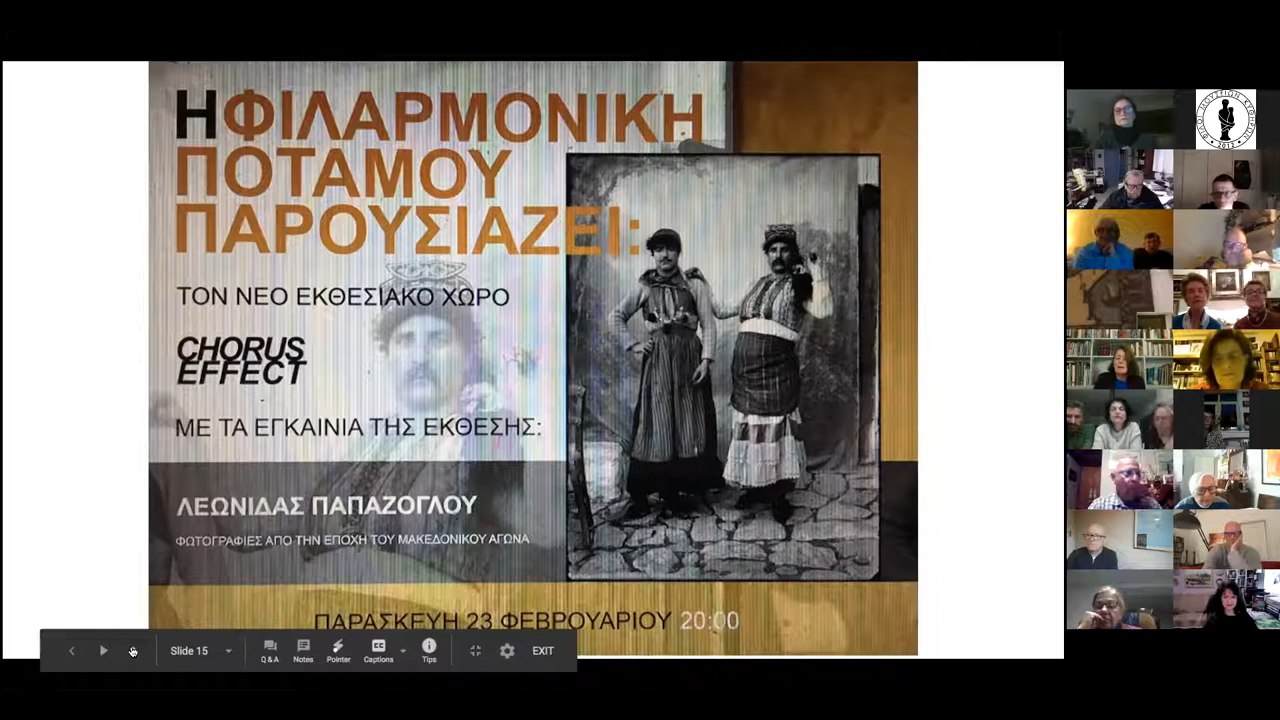 Η ΦΙΛΑΡΜΟΝΙΚΗ
ΠΟΤΑΜΟΥ
ΠΑΡΟΥΣΙΑΖΕΙ:
ΤΟΝ ΝΕΟ ΕΚΘΕΣΙΑΚΟ ΧΩΡΟ
CHORUS
EFFECT
ΜΕ ΤΑ ΕΓΚΑΙΝΙΑ ΤΗΣ ΕΚΘΕΣΗΣ:
ΛΕΩΝΙΔΑΣ ΠΑΠΑΖΟΓΛΟΥ
ΦΩΤΟΓΡΑΦΙΕΣ ΑΠΟ ΤΗΝ ΕΠΟΧΗ ΤΟΥ ΜΑΚΕΔΟΝΙΚΟΥ ΑΓΩΝΑ
ΠΑΡΑΣΚΕΥΗ 23 ΦΕΒΡΟΥΑΡΙΟΥ 20:00
Slide 15
Q & A
Notes
Pointer
Captions
Tips
EXIT